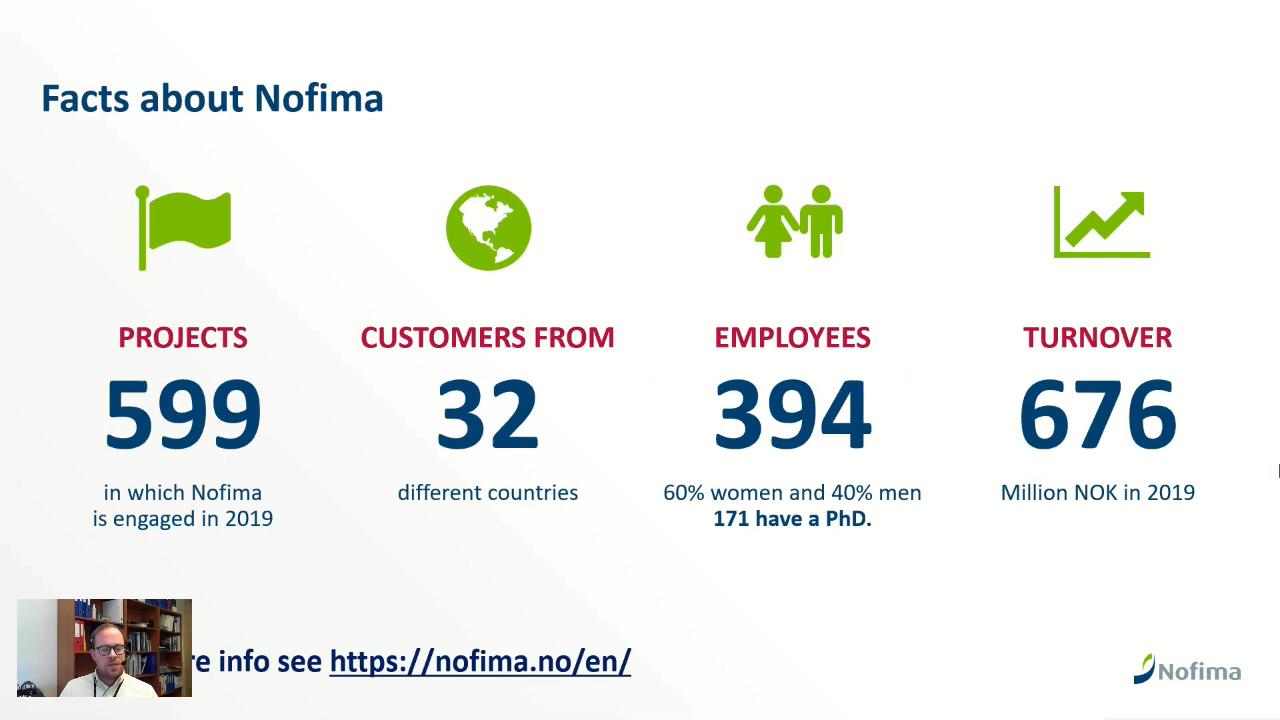 Facts about Nofima
PROJECTS
599
in which Nofima
is engaged in 2019
CUSTOMERS FROM
32
different countries
EMPLOYEES
394
60% women and 40% men
171 have a PhD.
TURNOVER
676
Million NOK in 2019
re info see https://nofima.no/en/
Nofima